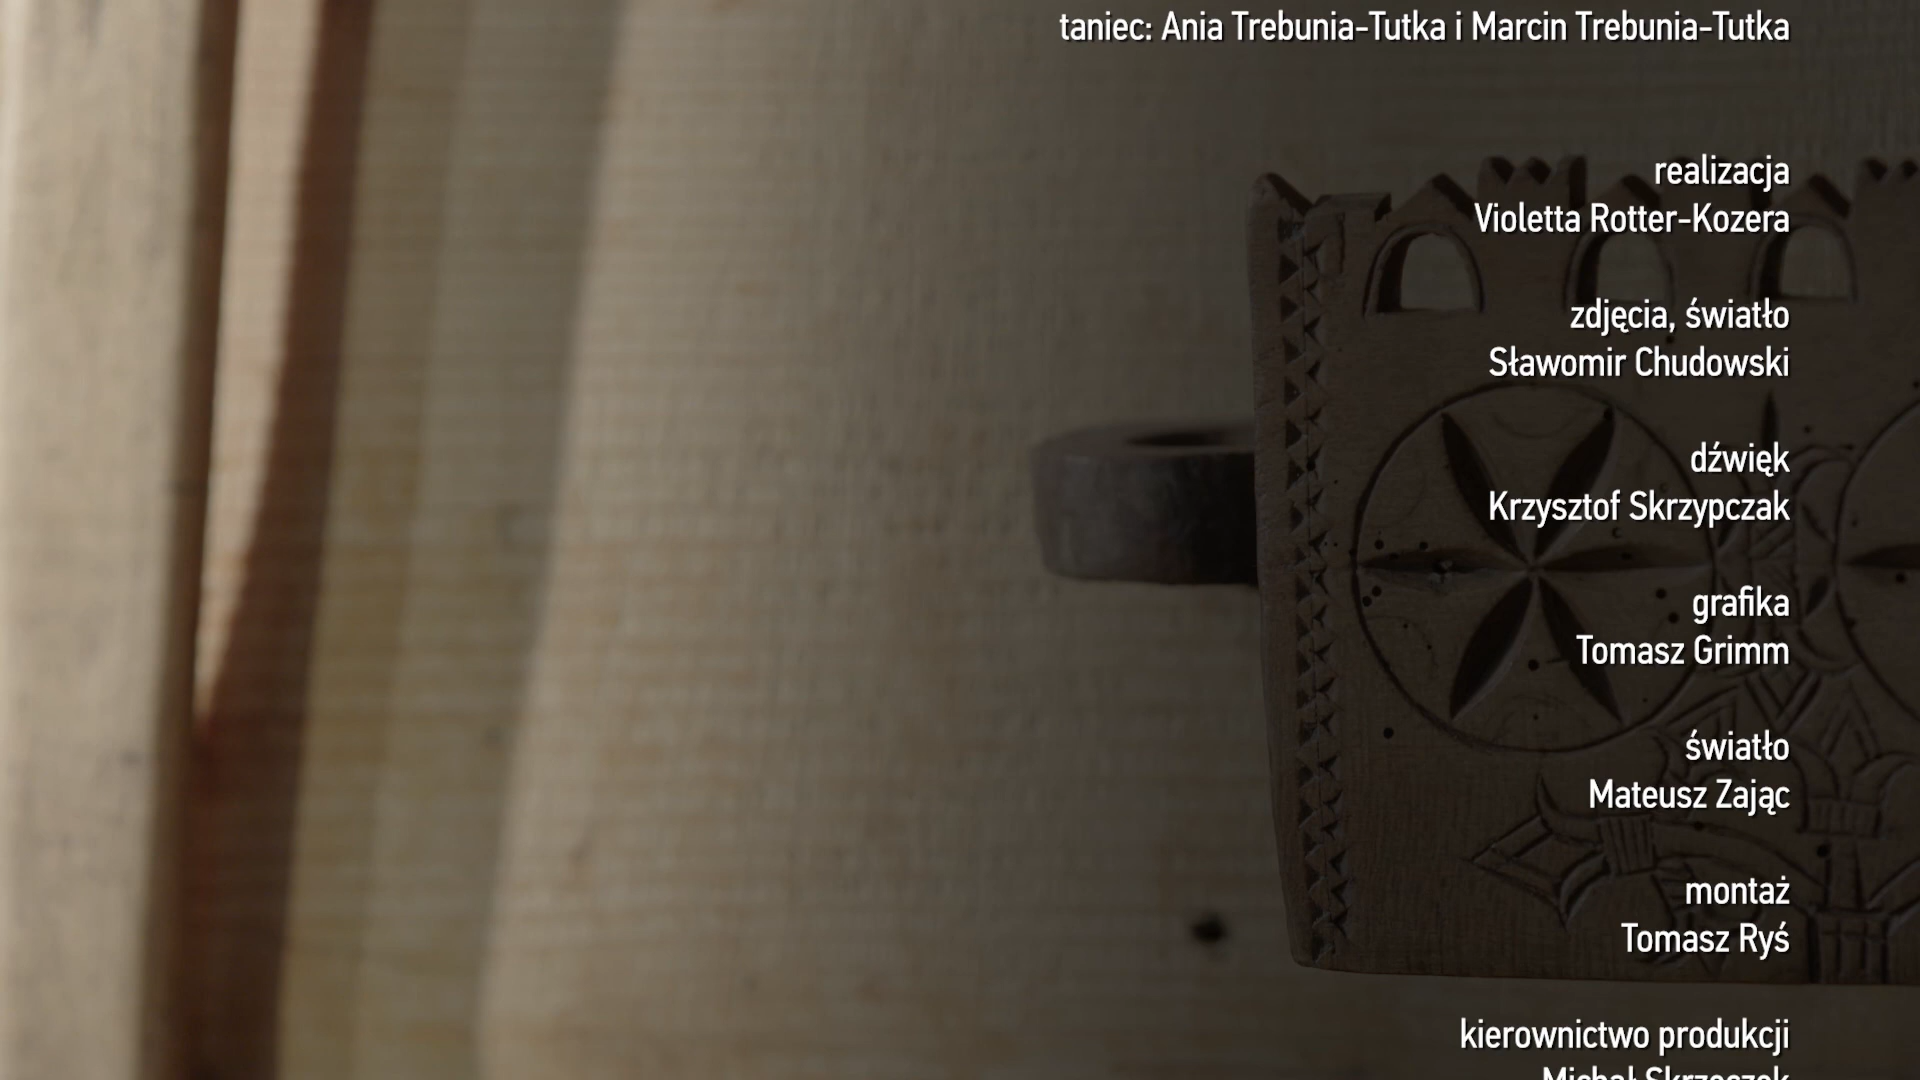 taniec: Ania Trebunia-Tutka i Marcin Trebunia-Tutka
realizacja
Violetta Rotter-Kozera
zdjęcia, światło
Sławomir Chudowski
dźwięk
Krzysztof Skrzypczak
grafika
Tomasz Grimm
światło
Mateusz Zając
montaż
Tomasz Ryś
kierownictwo produkcji